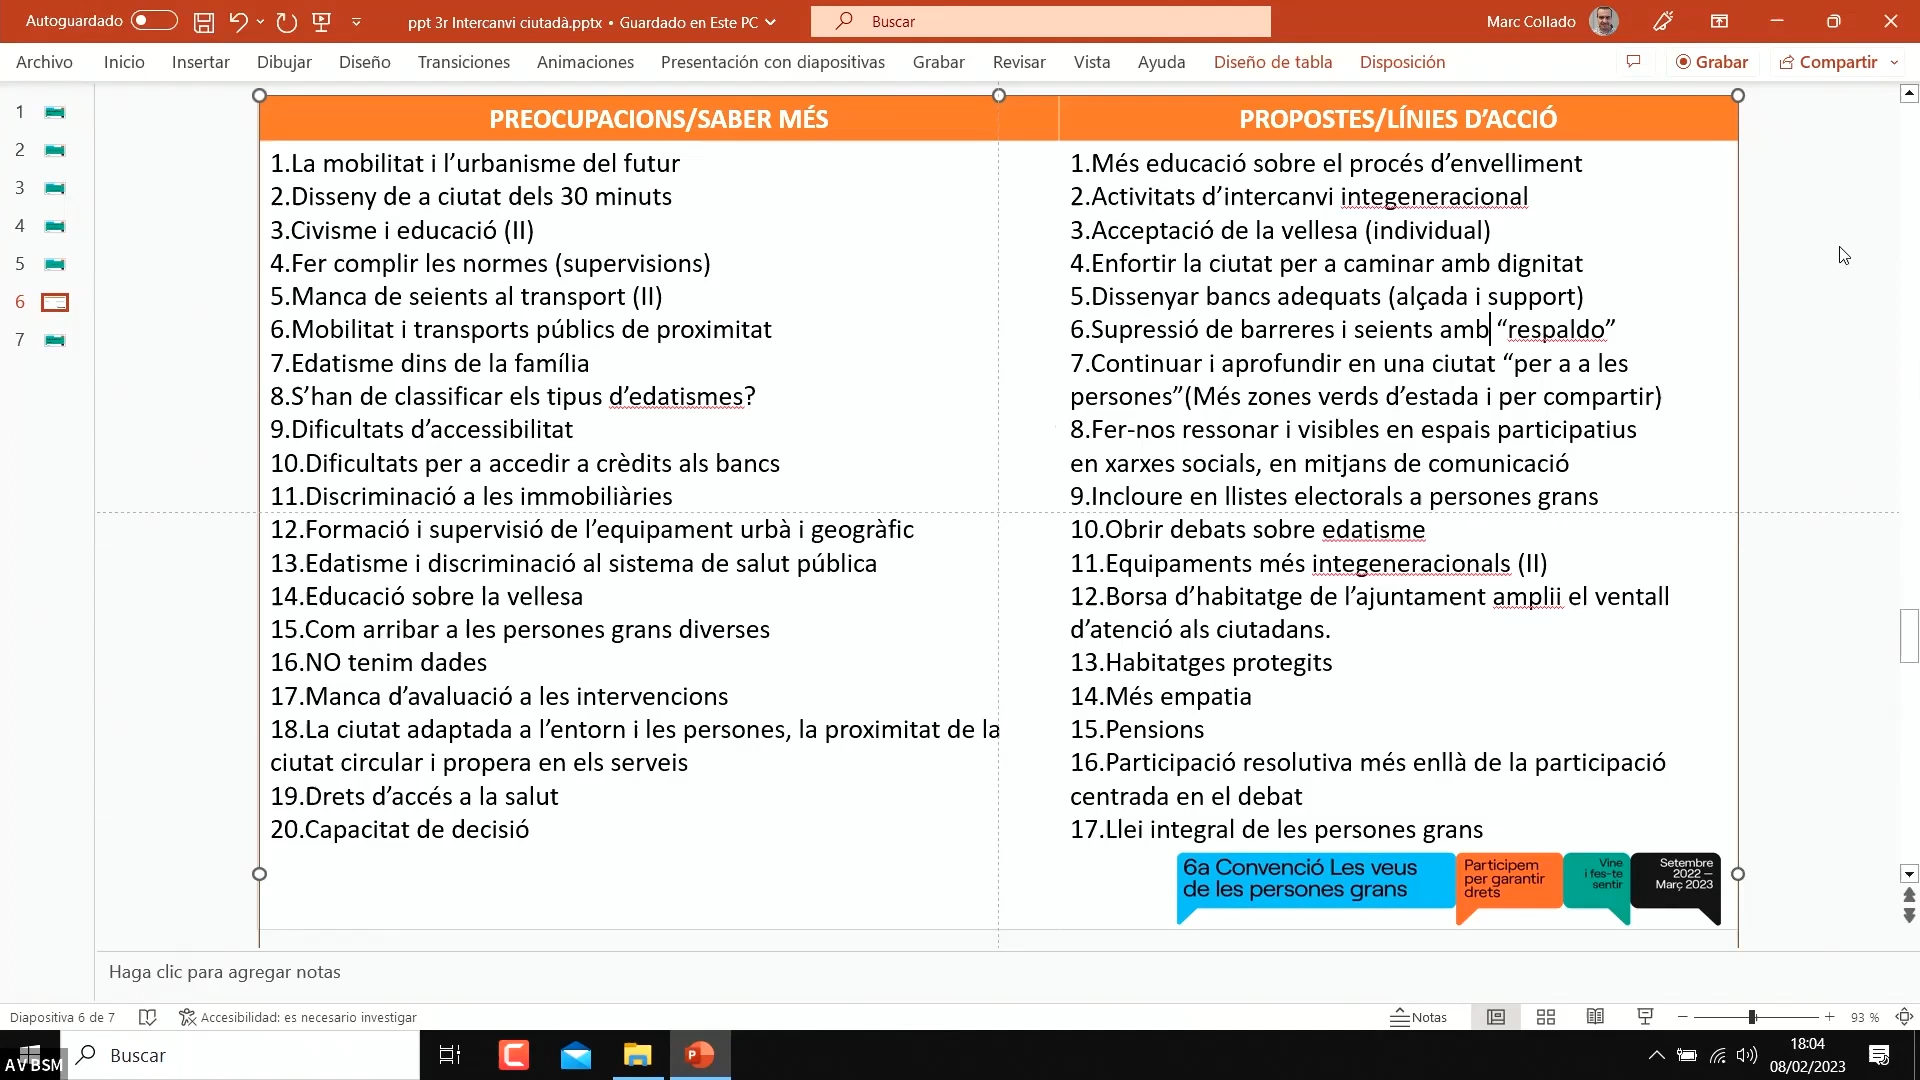 Autoguardado
ppt 3r Intercanvi ciutadà.pptx • Guardado en Este PC
Buscar
Marc Collado
Archivo Inicio Insertar Dibujar Diseño Transiciones Animaciones Presentación con diapositivas Grabar Revisar Vista Ayuda Diseño de tabla Disposición Grabar Compartir
1
2
3
4
5
6
7
PREOCUPACIONS/SABER MÉS
1.La mobilitat i l’urbanisme del futur
2.Disseny de a ciutat dels 30 minuts
3.Civisme i educació (II)
4.Fer complir les normes (supervisions)
5.Manca de seients al transport (II)
6.Mobilitat i transports públics de proximitat
7.Edatisme dins de la família
8.S’han de classificar els tipus d’edatismes?
9.Dificultats d’accessibilitat
10.Dificultats per a accedir a crèdits als bancs
11.Discriminació a les immobiliàries
12.Formació i supervisió de l’equipament urbà i geogràfic
13.Edatisme i discriminació al sistema de salut pública
14.Educació sobre la vellesa
15.Com arribar a les persones grans diverses
16.NO tenim dades
17.Manca d’avaluació a les intervencions
18.La ciutat adaptada a l’entorn i les persones, la proximitat de la
ciutat circular i propera en els serveis
19.Drets d’accés a la salut
20.Capacitat de decisió
PROPOSTES/LÍNIES D’ACCIÓ
1.Més educació sobre el procés d’envelliment
2.Activitats d’intercanvi integeneracional
3.Acceptació de la vellesa (individual)
4.Enfortir la ciutat per a caminar amb dignitat
5.Dissenyar bancs adequats (alçada i support)
6.Supressió de barreres i seients amb “respaldo”
7.Continuar i aprofundir en una ciutat “per a a les
persones”(Més zones verds d’estada i per compartir)
8.Fer-nos ressonar i visibles en espais participatius
en xarxes socials, en mitjans de comunicació
9.Incloure en llistes electorals a persones grans
10.Obrir debats sobre edatisme
11.Equipaments més integeneracionals (II)
12.Borsa d’habitatge de l’ajuntament amplii el ventall
d’atenció als ciutadans.
13.Habitatges protegits
14.Més empatia
15.Pensions
16.Participació resolutiva més enllà de la participació
centrada en el debat
17.Llei integral de les persones grans
6a Convenció Les veus
de les persones grans
Participem
per garantir
drets
Vine
i fes-te
sentir
Setembre
2022 —
Març 2023
Haga clic para agregar notas
Diapositiva 6 de 7
Accesibilidad: es necesario investigar
Notas
93 %
AVBSM
Buscar
18:04
08/02/2023